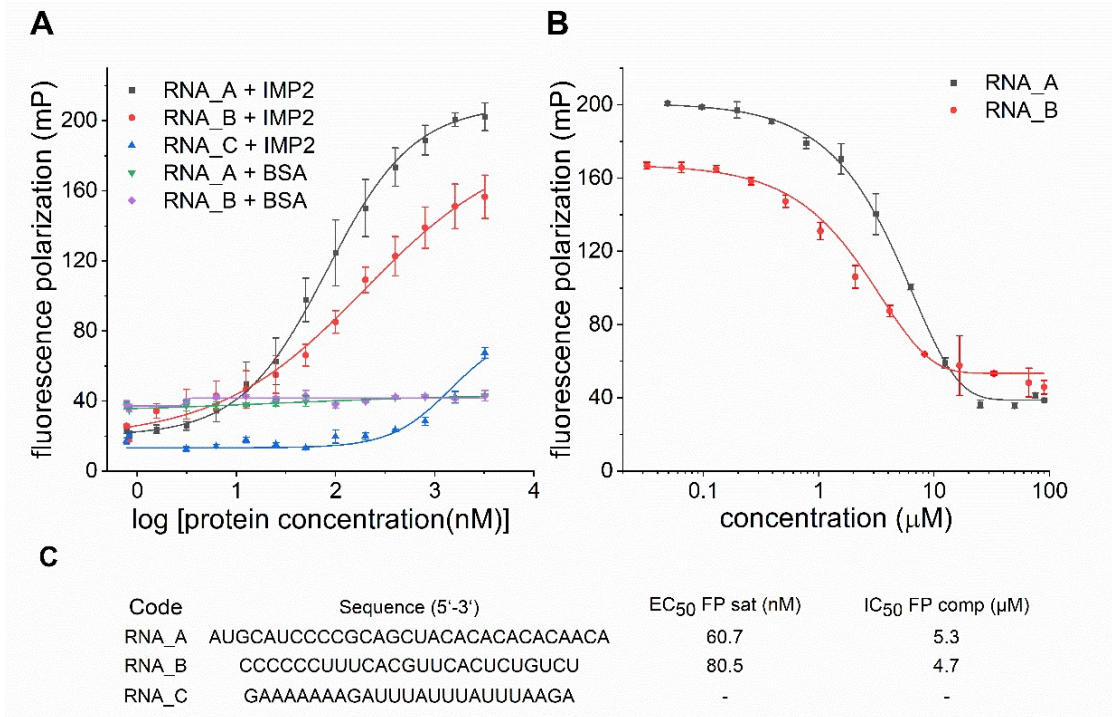 A
B
fluorescence polarization (mP)
200
160
120
80
40
0
RNA_A + IMP2
RNA_B + IMP2
RNA_C + IMP2
RNA_A + BSA
RNA_B + BSA
0 1 2 3 4
log [protein concentration(nM)]
fluorescence polarization (mP)
200
160
120
80
40
0
RNA_A
RNA_B
0.1 1 10 100
concentration (μM)
C
Code Sequence (5'-3') EC50 FP sat (nM) IC50 FP comp (μM)
RNA_A AUGCAUCCCCGCAGCUACACACACACACAACA 60.7 5.3
RNA_B CCCCCCUUUCACGUUCACUCUGUCU 80.5 4.7
RNA_C GAAAAAAAGAUUUAUUUAUUUAAGA - -